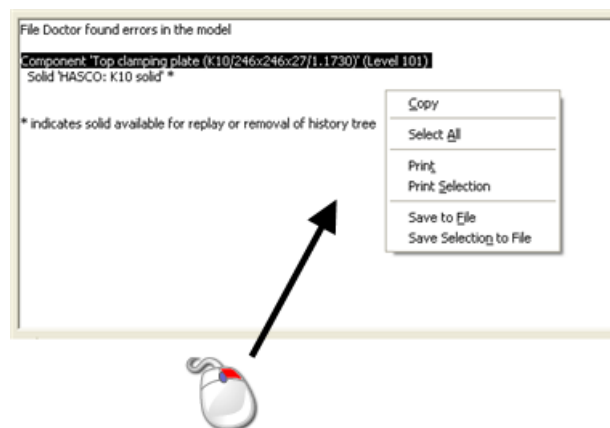 File Doctor found errors in the model
Component 'Top clamping plate (K10/246x246x27/1.1730)' (Level 101)
Solid 'HASCO: K10 solid' *
* indicates solid available for replay or removal of history tree
Copy
Select All
Print
Print Selection
Save to File
Save Selection to File